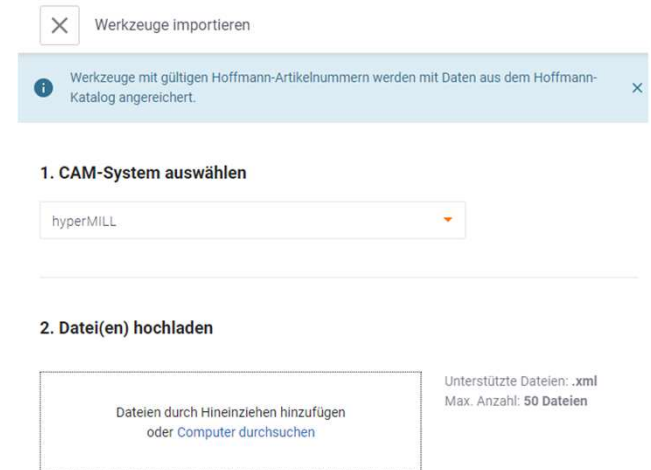 Werkzeuge importieren
Werkzeuge mit gültigen Hoffmann-Artikelnummern werden mit Daten aus dem Hoffmann-
Katalog angereichert.
1. CAM-System auswählen
hyperMILL
2. Datei(en) hochladen
Dateien durch Hineinziehen hinzufügen
oder Computer durchsuchen
Unterstützte Dateien: .xml
Max. Anzahl: 50 Dateien